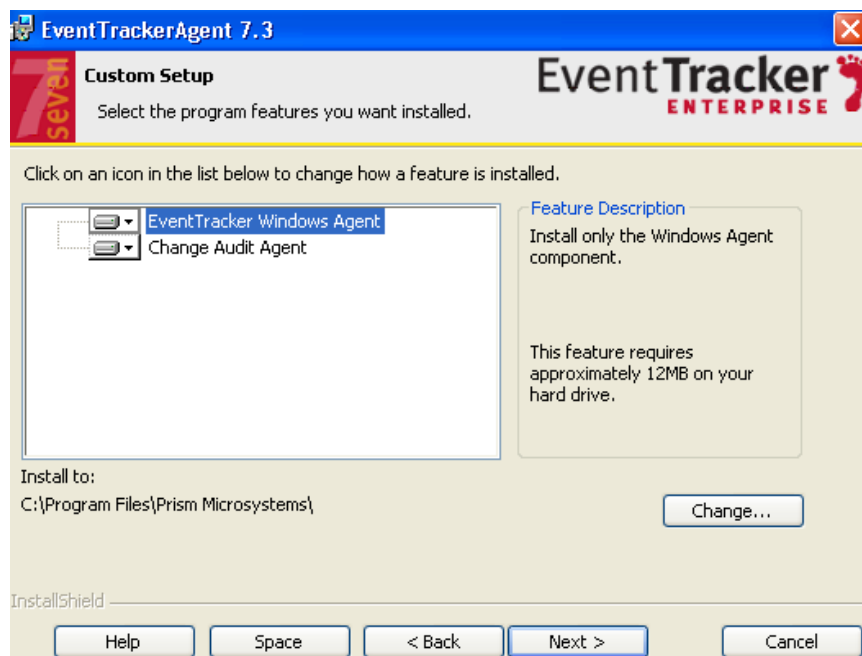 EventTrackerAgent 7.3
7
seven
Custom Setup
Select the program features you want installed.
EventTracker
ENTERPRISE
Click on an icon in the list below to change how a feature is installed.
EventTracker Windows Agent
Change Audit Agent
Feature Description
Install only the Windows Agent
component.
This feature requires
approximately 12MB on your
hard drive.
Install to:
C:\Program Files\Prism Microsystems\
Change...
InstallShield
Help
Space
< Back
Next >
Cancel